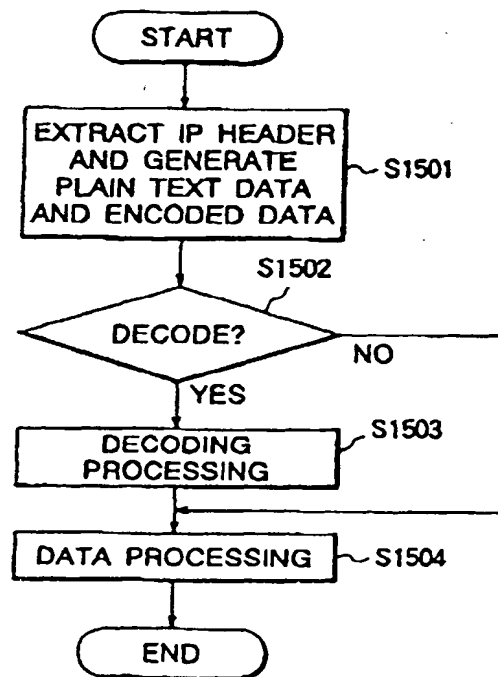 START
EXTRACT IP HEADER
AND GENERATE
PLAIN TEXT DATA
AND ENCODED DATA
S1501
S1502
DECODE?
NO
YES
DECODING
PROCESSING
S1503
DATA PROCESSING
S1504
END